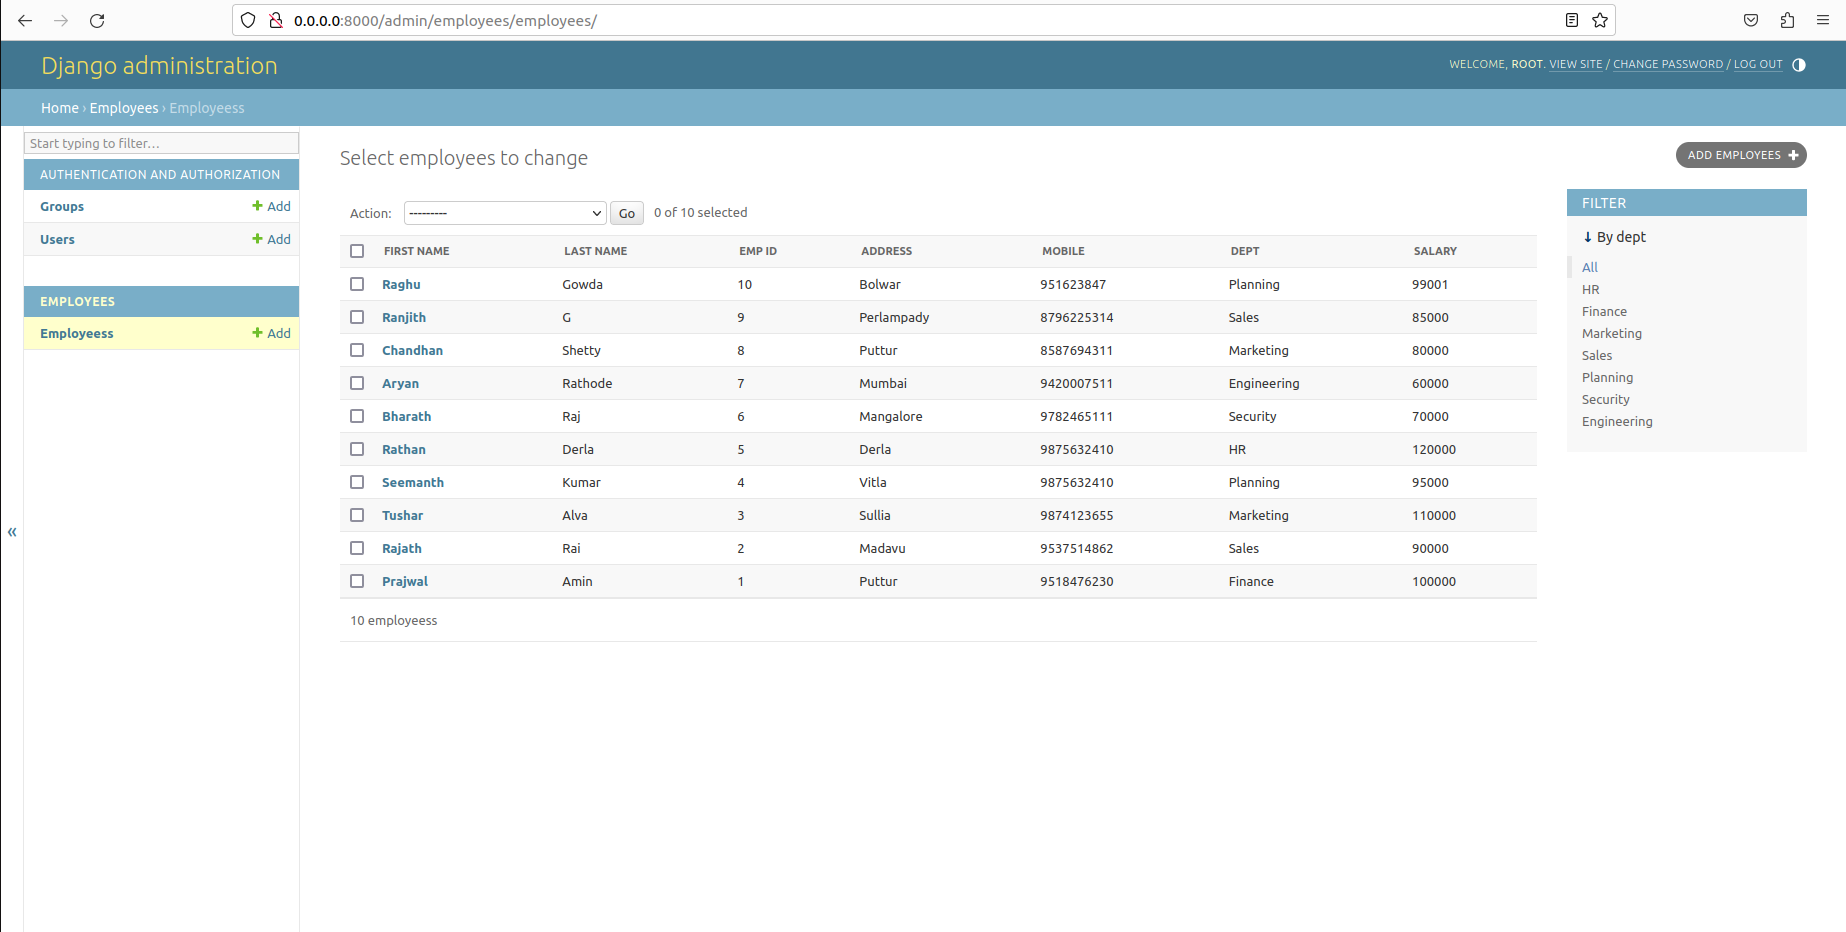 0.0.0.0:8000/admin/employees/employees/
Django administration
WELCOME, ROOT. VIEW SITE / CHANGE PASSWORD / LOG OUT
Home › Employees › Employeess
Start typing to filter...
AUTHENTICATION AND AUTHORIZATION
Groups + Add
Users + Add
EMPLOYEES
Employeess + Add
«
Select employees to change
ADD EMPLOYEES +
Action: --------- Go 0 of 10 selected
FIRST NAME LAST NAME EMP ID ADDRESS MOBILE DEPT SALARY
Raghu Gowda 10 Bolwar 951623847 Planning 99001
Ranjith G 9 Perlampady 8796225314 Sales 85000
Chandhan Shetty 8 Puttur 8587694311 Marketing 80000
Aryan Rathode 7 Mumbai 9420007511 Engineering 60000
Bharath Raj 6 Mangalore 9782465111 Security 70000
Rathan Derla 5 Derla 9875632410 HR 120000
Seemanth Kumar 4 Vitla 9875632410 Planning 95000
Tushar Alva 3 Sullia 9874123655 Marketing 110000
Rajath Rai 2 Madavu 9537514862 Sales 90000
Prajwal Amin 1 Puttur 9518476230 Finance 100000
10 employeess
FILTER
↓ By dept
All
HR
Finance
Marketing
Sales
Planning
Security
Engineering